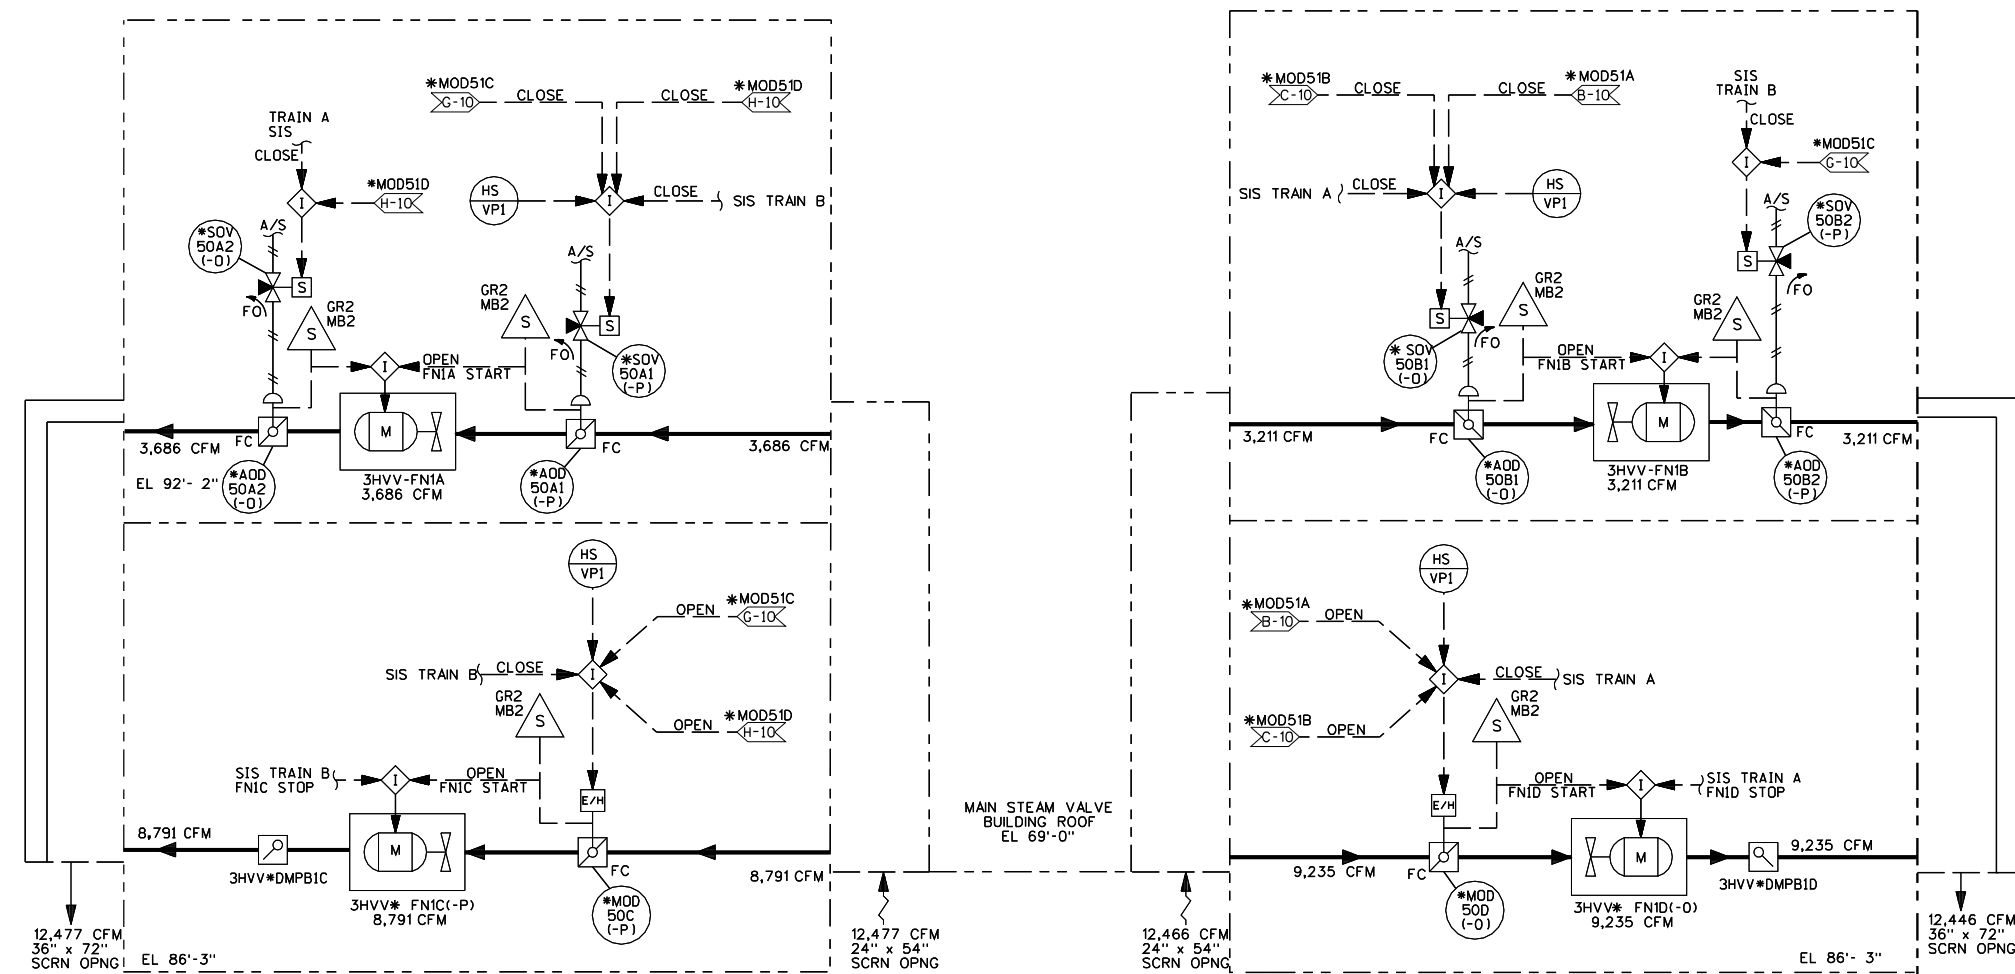 *MOD51C
G-10
CLOSE
CLOSE
*MOD51D
H-10
TRAIN A
SIS
CLOSE
*MOD51D
H-10
HS
VP1
I
I
CLOSE
SIS TRAIN B
*SOV
50A2
(-O)
A/S
A/S
S
FO
GR2
MB2
S
GR2
MB2
S
S
FO
*SOV
50A1
(-P)
I
OPEN
FN1A START
3,686 CFM
FC
M
FC
3,686 CFM
EL 92'- 2"
*AOD
50A2
(-O)
3HVV-FN1A
3,686 CFM
*AOD
50A1
(-P)
HS
VP1
*MOD51C
G-10
OPEN
SIS TRAIN B
CLOSE
I
GR2
MB2
S
OPEN
*MOD51D
H-10
SIS TRAIN B
FN1C STOP
I
OPEN
FN1C START
E/H
8,791 CFM
M
FC
8,791 CFM
3HVV*DMPB1C
3HVV* FN1C(-P)
8,791 CFM
*MOD
50C
(-P)
12,477 CFM
36" x 72"
SCRN OPNG
EL 86'-3"
12,477 CFM
24" x 54"
SCRN OPNG
MAIN STEAM VALVE
BUILDING ROOF
EL 69'-0"
*MOD51B
C-10
CLOSE
CLOSE
*MOD51A
B-10
SIS
TRAIN B
CLOSE
*MOD51C
G-10
I
SIS TRAIN A
CLOSE
I
HS
VP1
A/S
A/S
*SOV
50B2
(-P)
S
FO
GR2
MB2
S
GR2
MB2
S
S
FO
* SOV
50B1
(-O)
OPEN
FN1B START
I
3,211 CFM
FC
M
FC
3,211 CFM
*AOD
50B1
(-O)
3HVV-FN1B
3,211 CFM
*AOD
50B2
(-P)
HS
VP1
*MOD51A
B-10
OPEN
I
CLOSE
SIS TRAIN A
GR2
MB2
S
*MOD51B
C-10
OPEN
E/H
OPEN
FN1D START
I
SIS TRAIN A
FN1D STOP
9,235 CFM
FC
M
9,235 CFM
3HVV*DMPB1D
*MOD
50D
(-O)
3HVV* FN1D(-O)
9,235 CFM
12,466 CFM
24" x 54"
SCRN OPNG
EL 86'- 3"
12,446 CFM
36" x 72"
SCRN OPNG